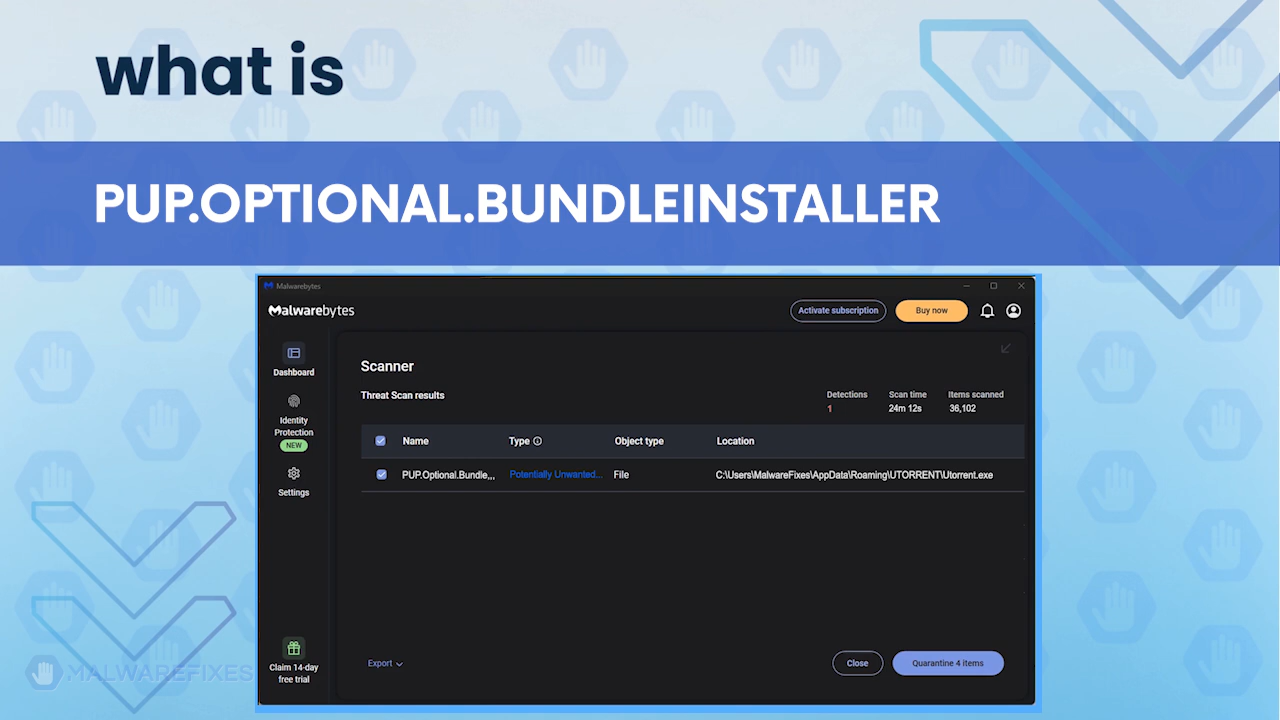 what is
PUP.OPTIONAL.BUNDLEINSTALLER
Malwarebytes
Malwarebytes
Activate subscription
Buy now
Dashboard
Identity
Protection
NEW
Settings
Claim 14-day
free trial
Scanner
Threat Scan results
Detections Scan time Items scanned
1 24m 12s 36,102
Name Type Object type Location
PUP.Optional.Bundle,,, Potentially Unwanted... File C:\Users\MalwareFixes\AppData\Roaming\UTORRENT\Utorrent.exe
Export Close Quarantine 4 items
MALWAREFIXES